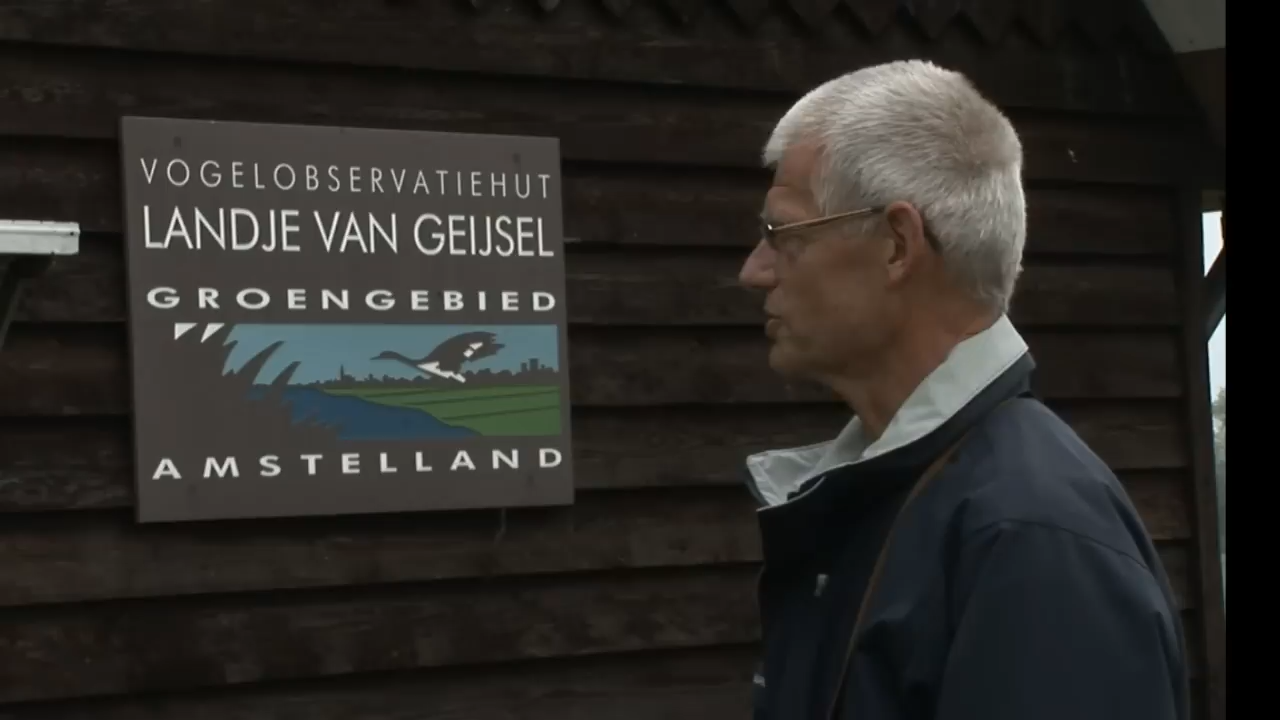 VOGELOBSERVATIEHUT
LANDJE VAN GEIJSEL
GROENGEBIED
AMSTELLAND